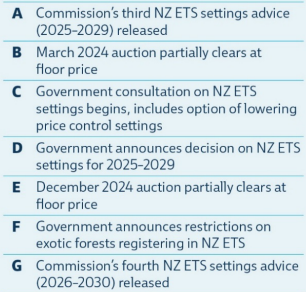 A Commission's third NZ ETS settings advice
(2025–2029) released
B March 2024 auction partially clears at
floor price
C Government consultation on NZ ETS
settings begins, includes option of lowering
price control settings
D Government announces decision on NZ ETS
settings for 2025–2029
E December 2024 auction partially clears at
floor price
F Government announces restrictions on
exotic forests registering in NZ ETS
G Commission's fourth NZ ETS settings advice
(2026–2030) released